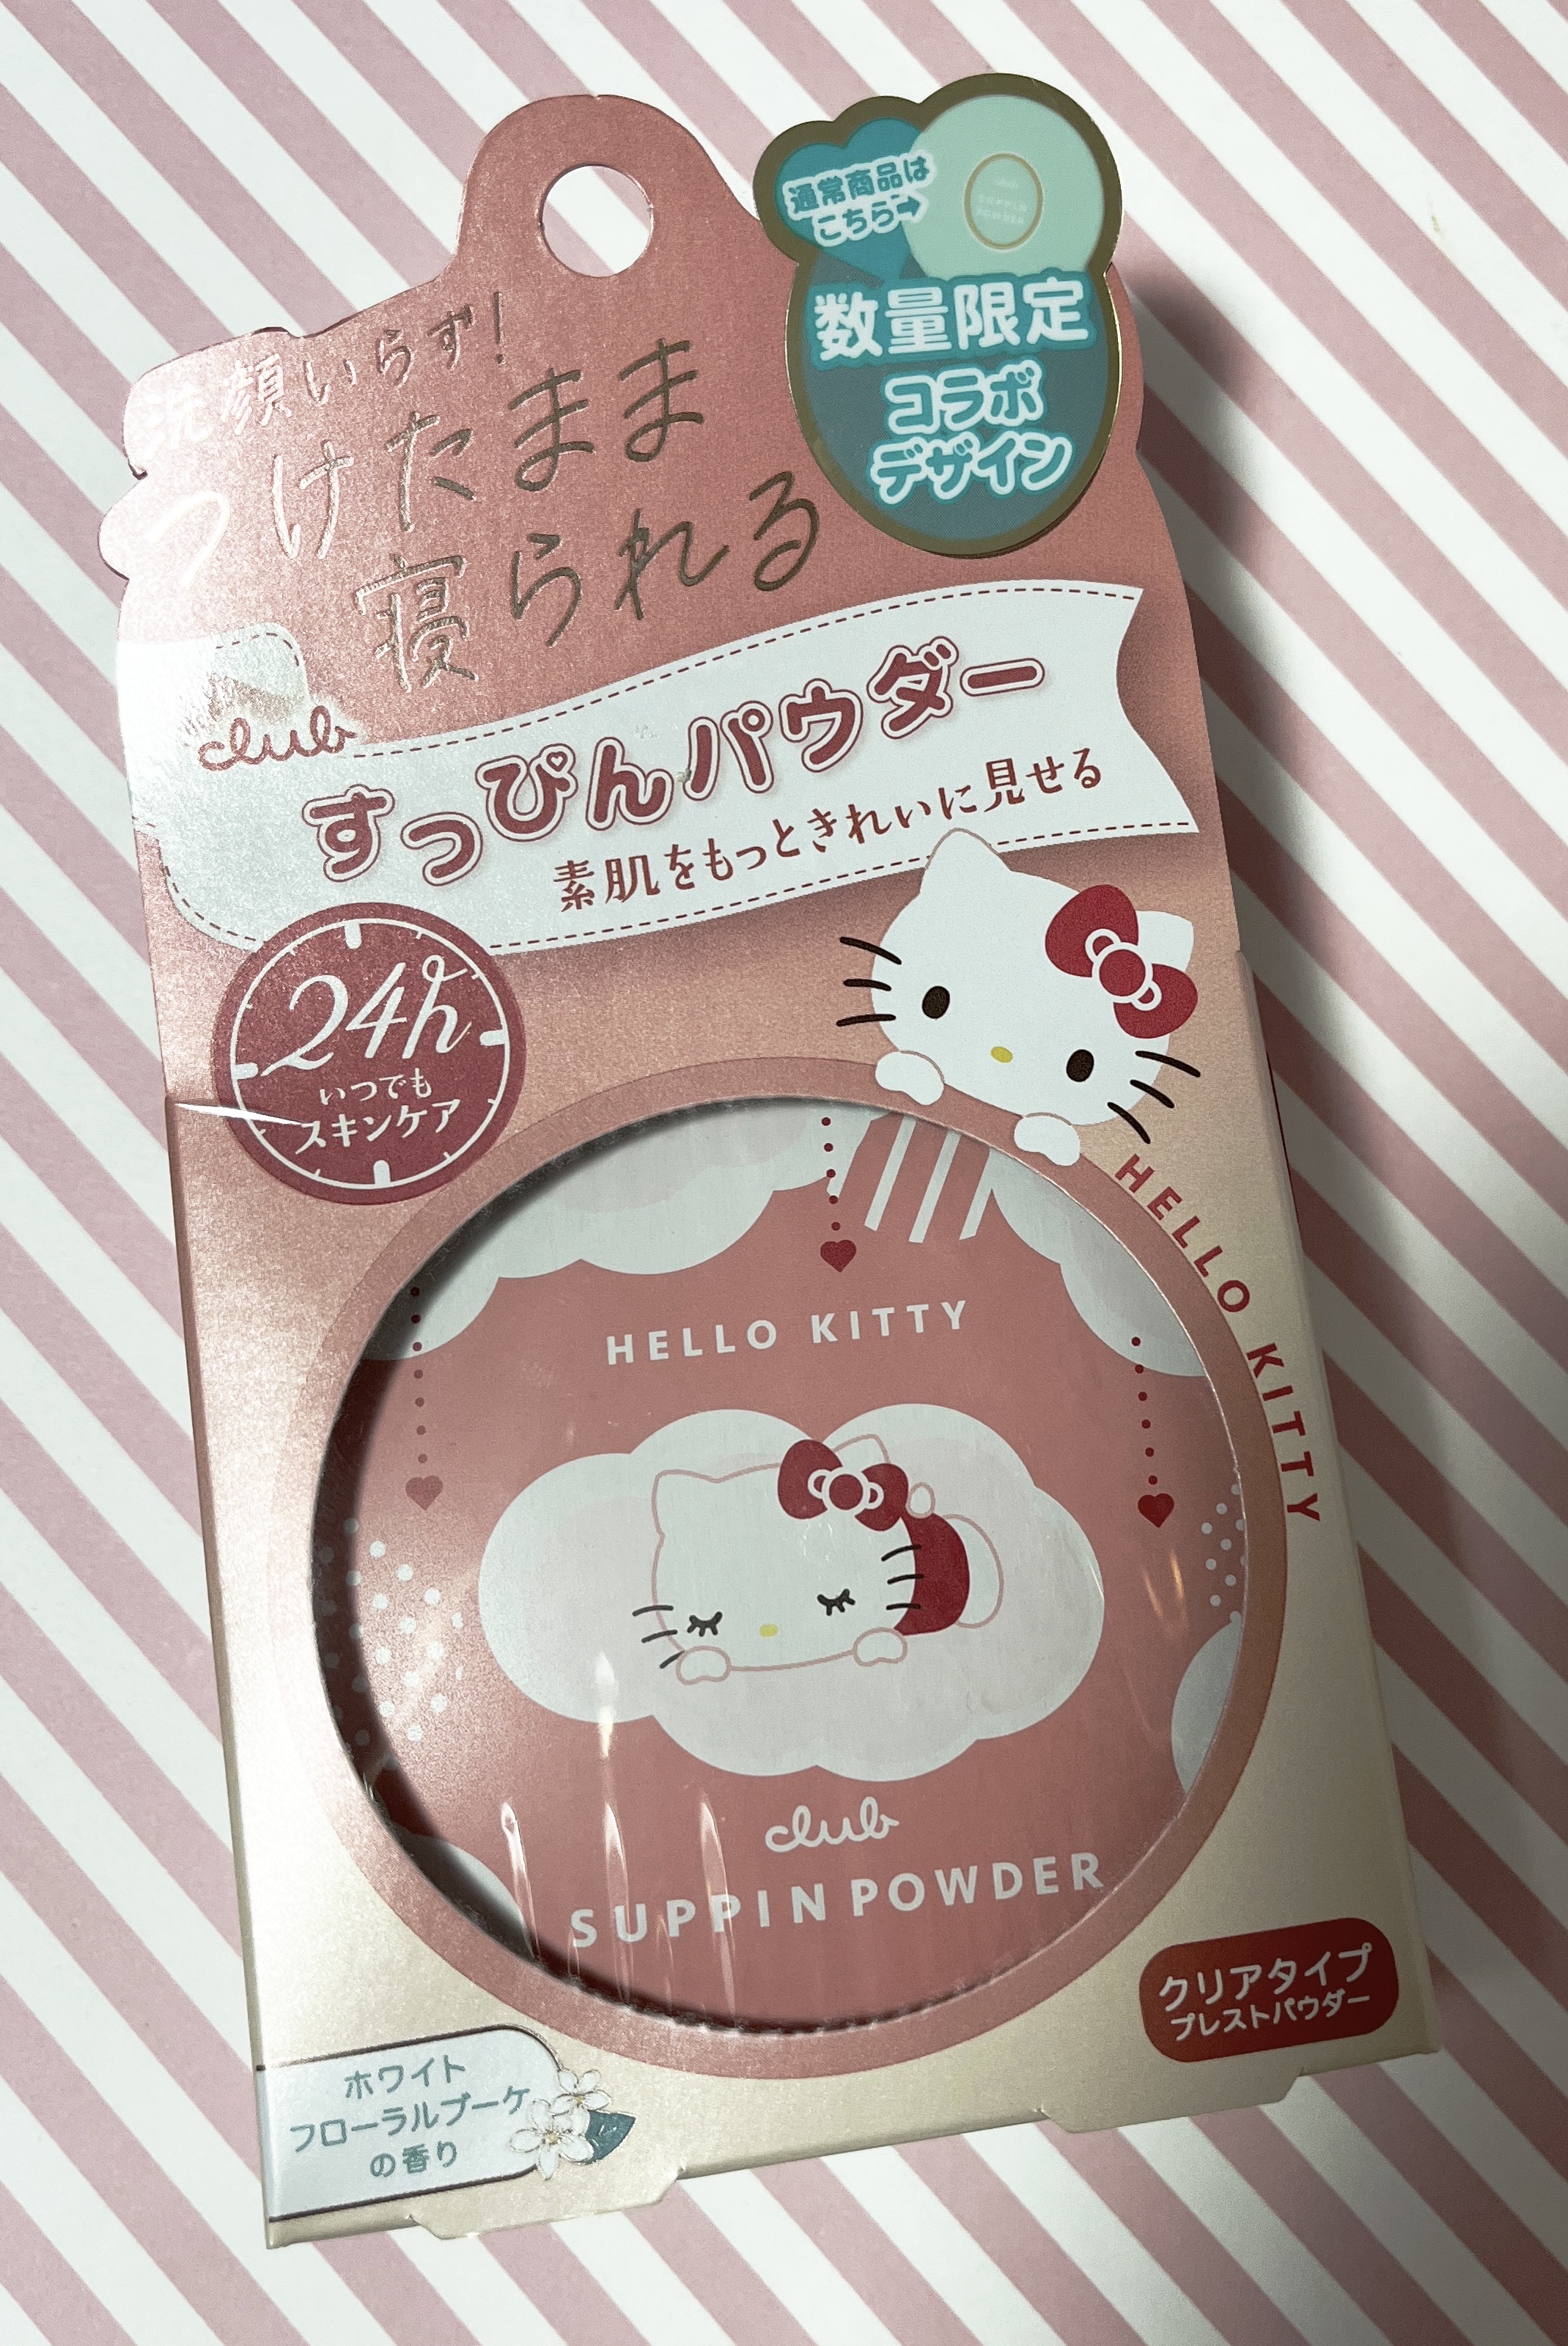 通常商品は
こちら→
数量限定
コラボ
デザイン
洗顔いらず!
つけたまま
寝られる
club
すっぴんパウダー
素肌をもっときれいに見せる
24h
いつでも
スキンケア
HELLO KITTY
HELLO KITTY
club
SUPPIN POWDER
クリアタイプ
プレストパウダー
ホワイト
フローラルブーケ
の香り